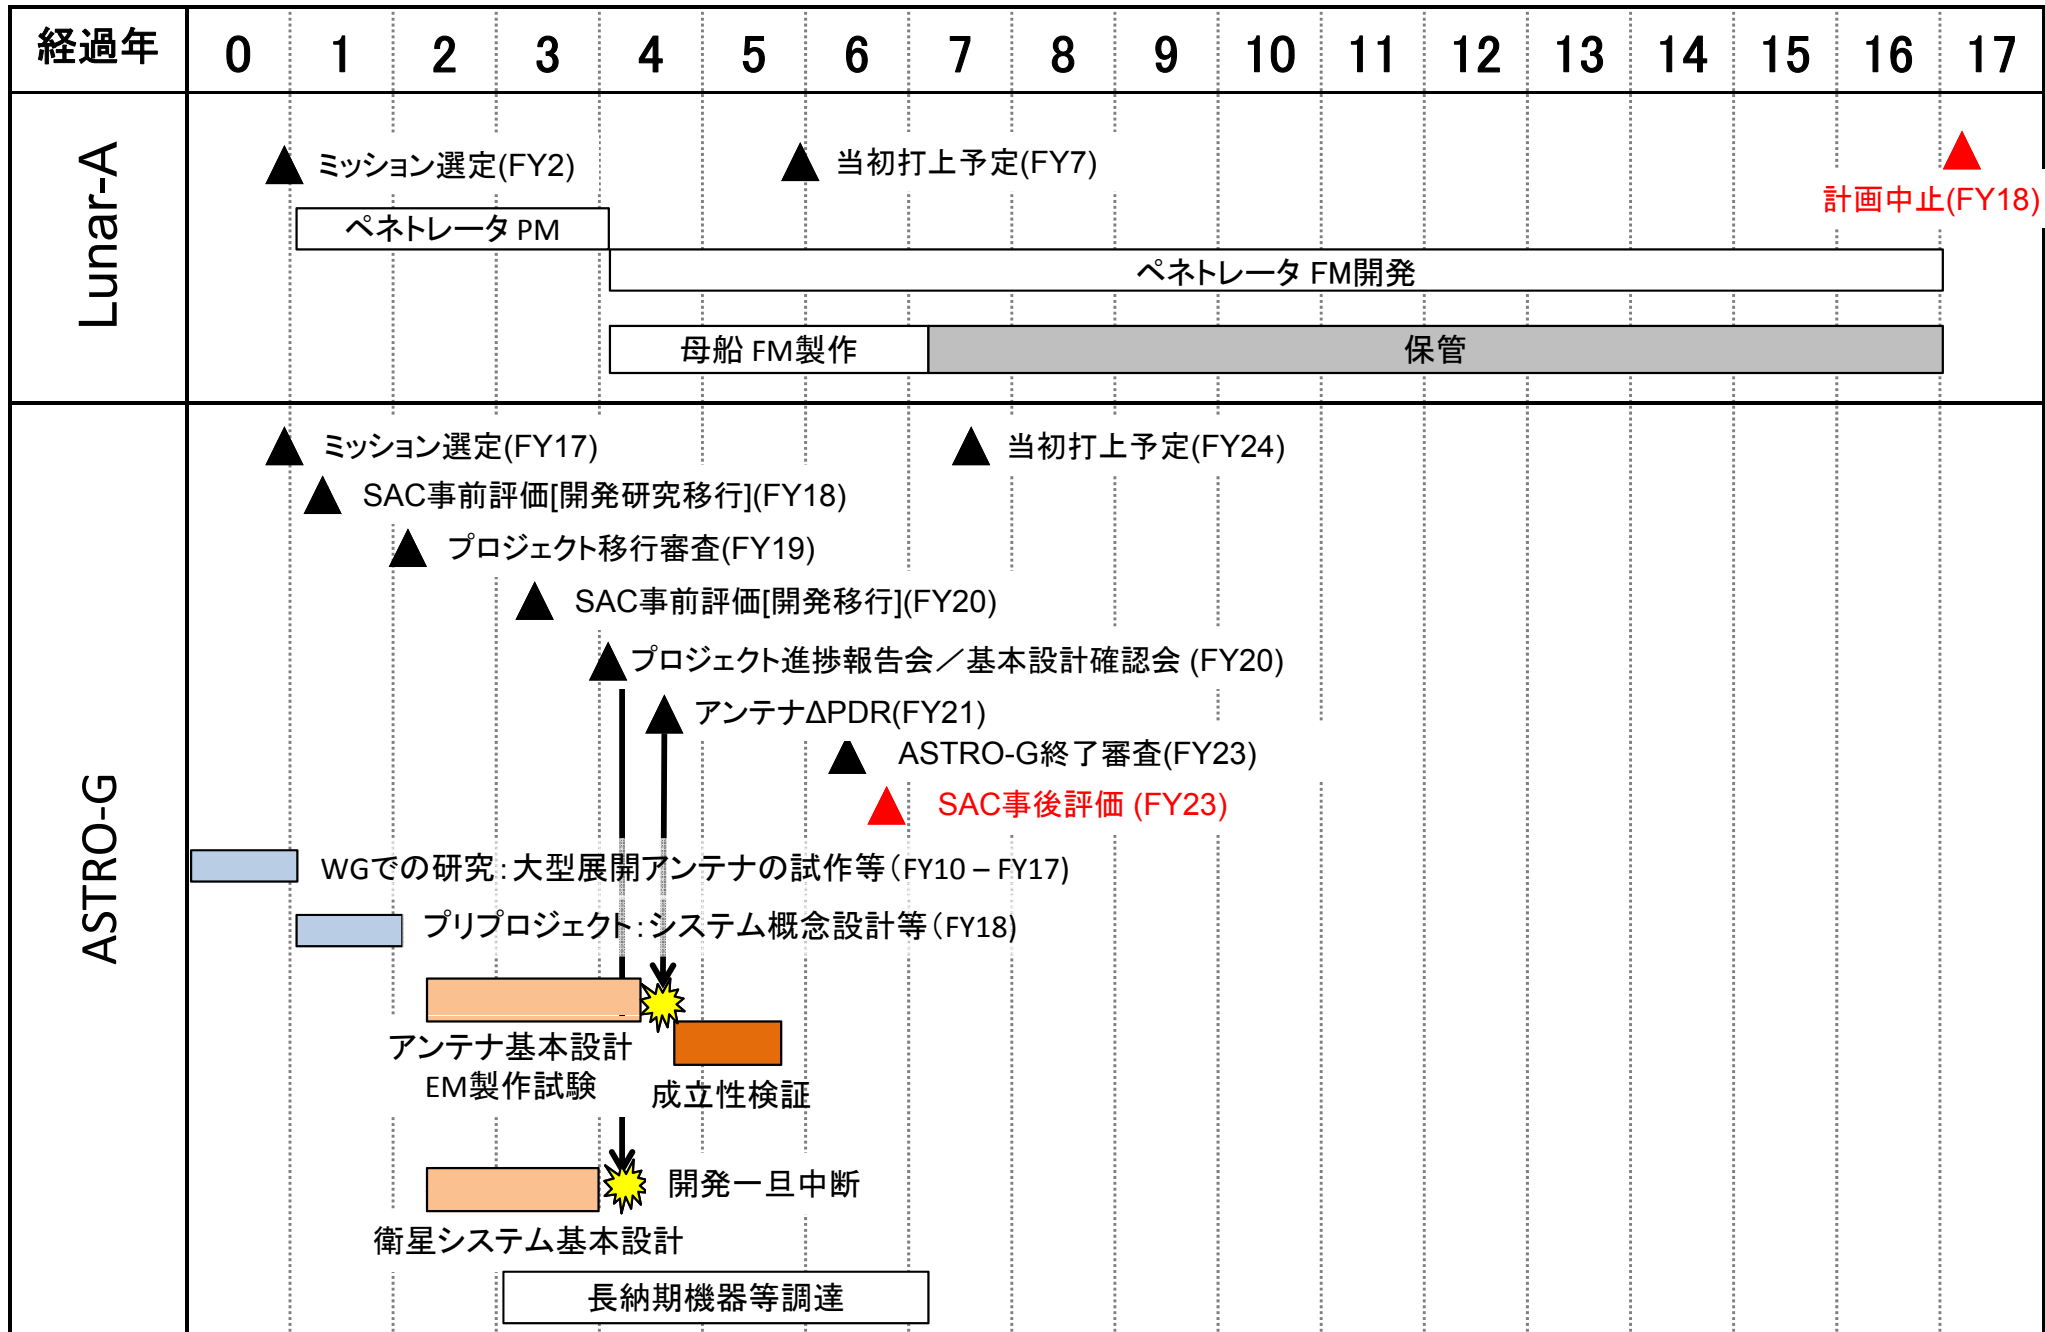 経過年 0 1 2 3 4 5 6 7 8 9 10 11 12 13 14 15 16 17
Lunar-A
ミッション選定(FY2)
当初打上予定(FY7)
計画中止(FY18)
ペネトレータ PM
ペネトレータ FM開発
母船 FM製作
保管
ASTRO-G
ミッション選定(FY17)
当初打上予定(FY24)
SAC事前評価[開発研究移行](FY18)
プロジェクト移行審査(FY19)
SAC事前評価[開発移行](FY20)
プロジェクト進捗報告会／基本設計確認会 (FY20)
アンテナΔPDR(FY21)
ASTRO-G終了審査(FY23)
SAC事後評価 (FY23)
WGでの研究：大型展開アンテナの試作等（FY10 – FY17)
プリプロジェクト：システム概念設計等（FY18)
アンテナ基本設計
EM製作試験
成立性検証
開発一旦中断
衛星システム基本設計
長納期機器等調達